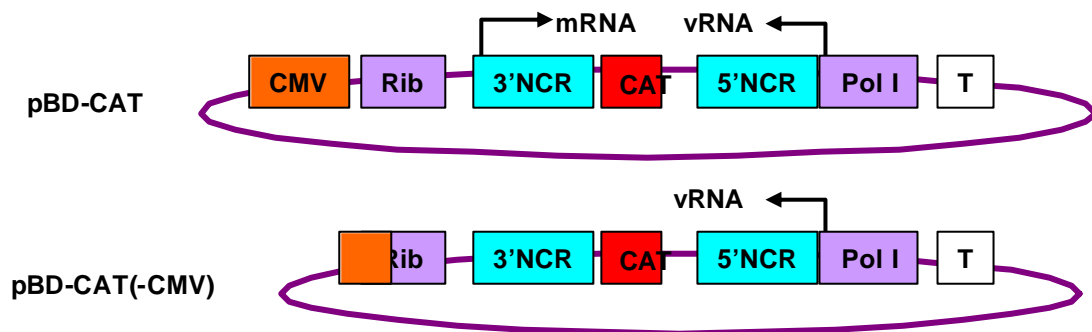 mRNA vRNA
CMV Rib 3'NCR CAT 5'NCR Pol I T
pBD-CAT
vRNA
Rib 3'NCR CAT 5'NCR Pol I T
pBD-CAT(-CMV)